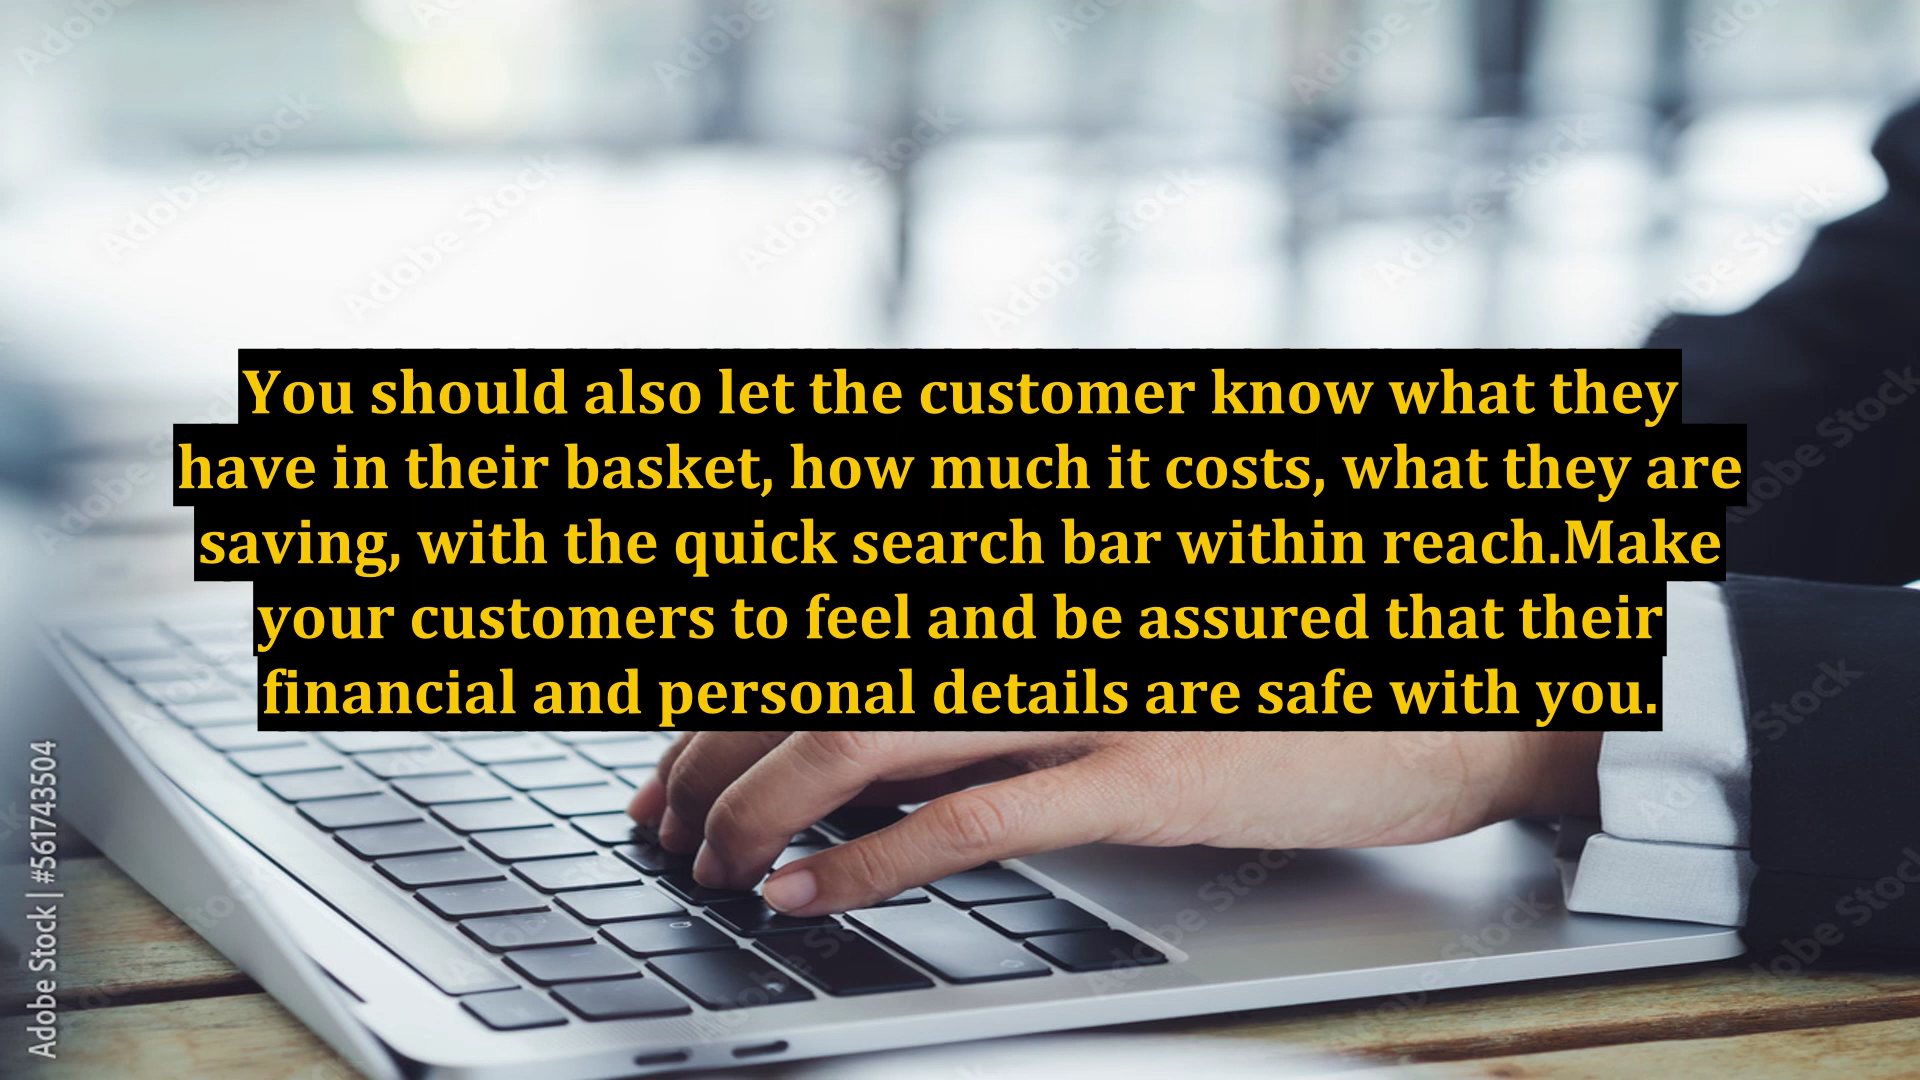 You should also let the customer know what they
have in their basket, how much it costs, what they are
saving, with the quick search bar within reach.Make
your customers to feel and be assured that their
financial and personal details are safe with you.
Adobe Stock | #561743504
Adobe Stock